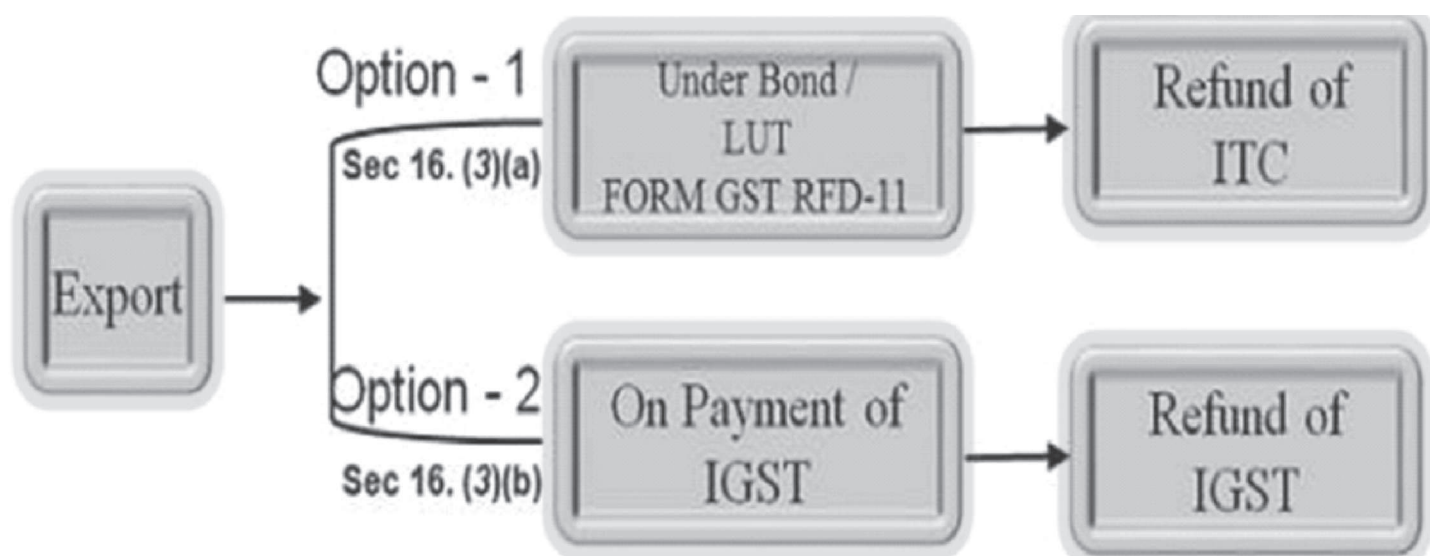 Option - 1
Sec 16. (3)(a)
Under Bond /
LUT
FORM GST RFD-11
Refund of
ITC
Export
Option - 2
Sec 16. (3)(b)
On Payment of
IGST
Refund of
IGST